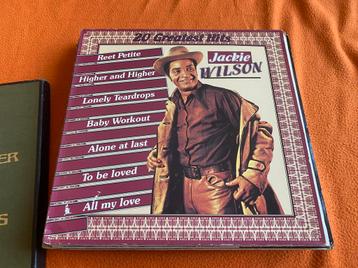 20 Greatest Hits
Jackie
WILSON
Reet Petite
Higher and Higher
Lonely Teardrops
Baby Workout
Alone at last
To be loved
All my love